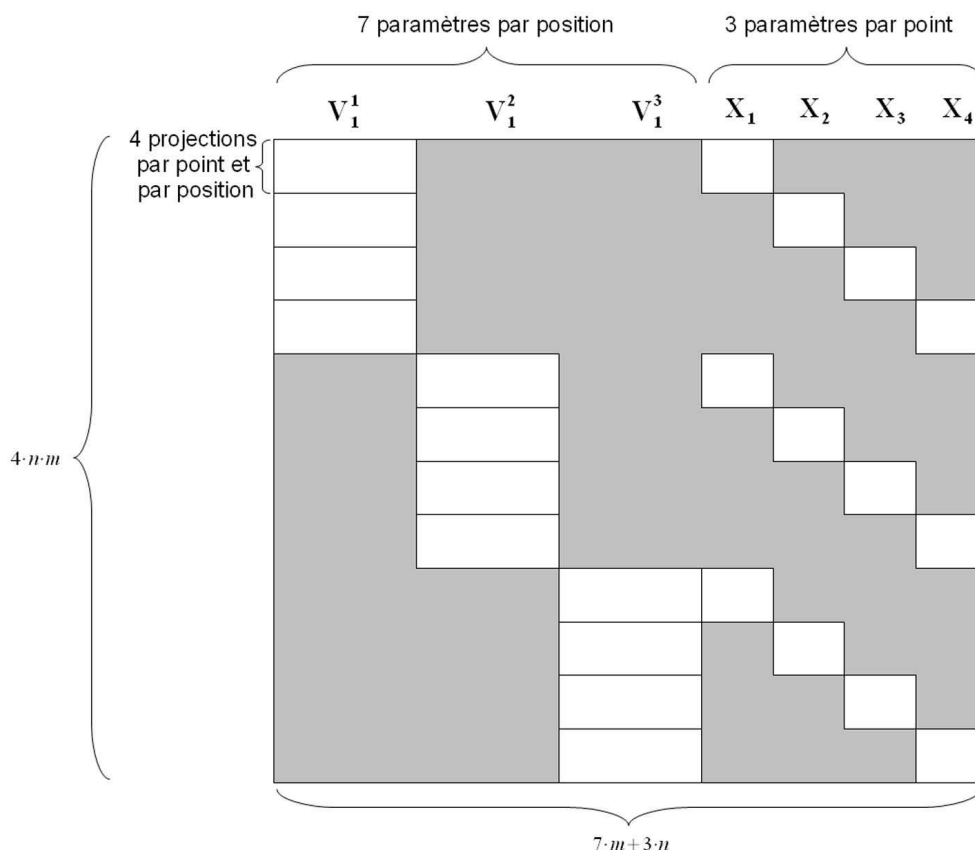 7 paramètres par position
3 paramètres par point
V₁¹ V₁² V₁³ X₁ X₂ X₃ X₄
4 projections
par point et
par position
4·n·m
7·m+3·n